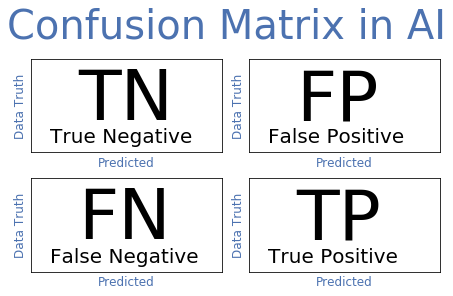 Confusion Matrix in AI
Data Truth
TN
True Negative
Predicted
Data Truth
FP
False Positive
Predicted
Data Truth
FN
False Negative
Predicted
Data Truth
TP
True Positive
Predicted